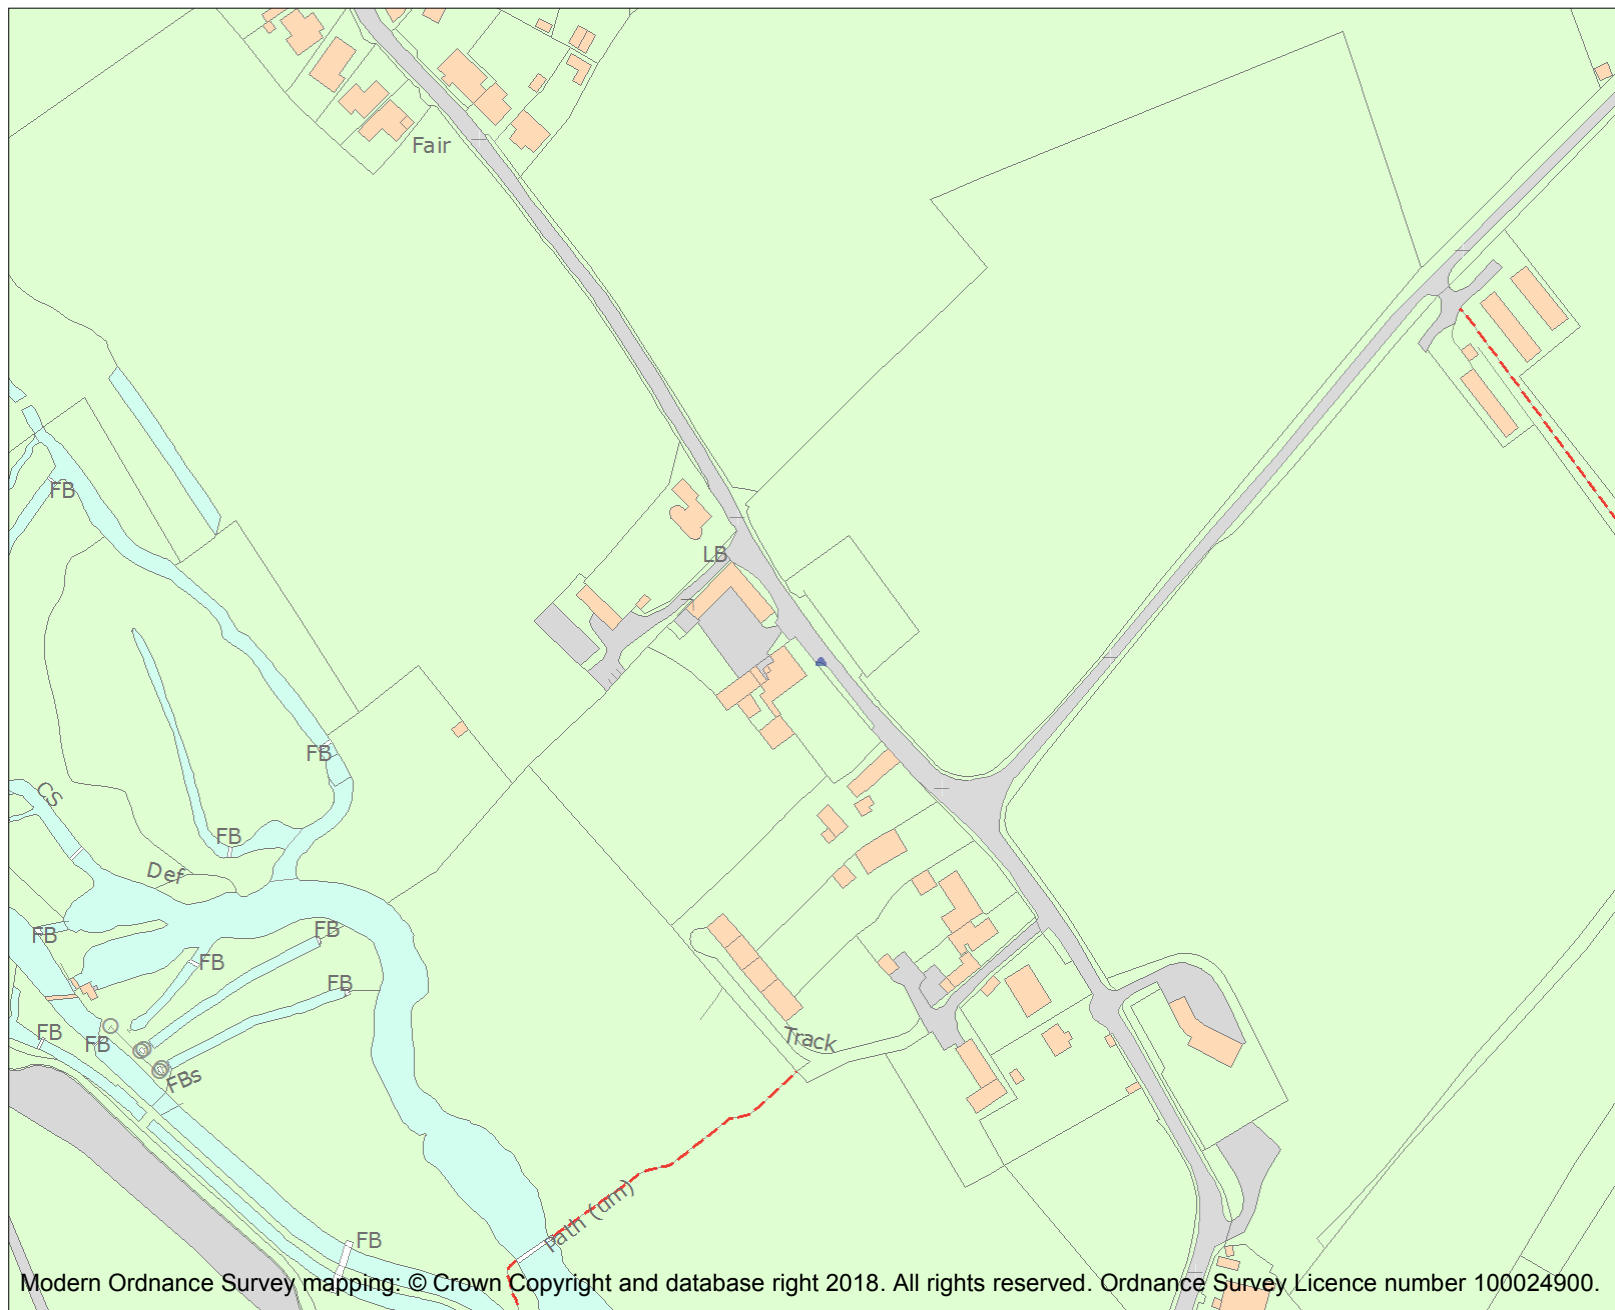 Fair
FB
LB
FB
CS
FB
Def
FB
FB
FB
FB
FB
FB
Track
FBs
Path (um)
FB
Modern Ordnance Survey mapping: © Crown Copyright and database right 2018. All rights reserved. Ordnance Survey Licence number 100024900.